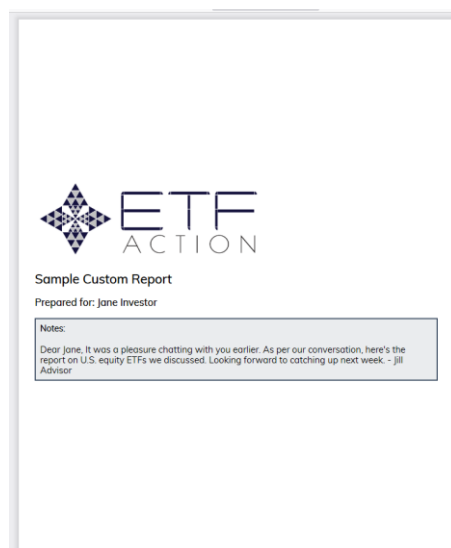 ETF
ACTION
Sample Custom Report
Prepared for: Jane Investor
Notes:
Dear Jane, It was a pleasure chatting with you earlier. As per our conversation, here's the
report on U.S. equity ETFs we discussed. Looking forward to catching up next week. - Jill
Advisor